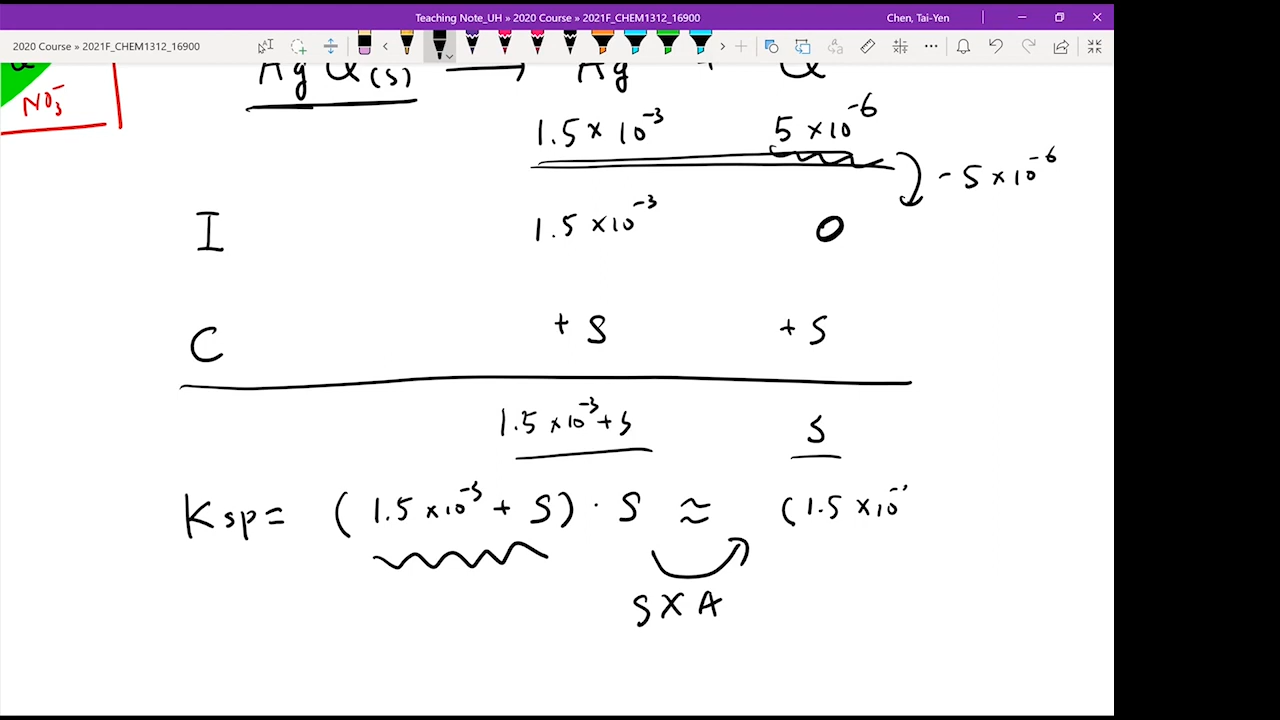 Teaching Note_UH » 2020 Course » 2021F_CHEM1312_16900
Chen, Tai-Yen
2020 Course » 2021F_CHEM1312_16900
NO₃⁻
Ag Cl (s) → Ag + Cl
1.5 × 10⁻³ 5 × 10⁻⁶
- 5 × 10⁻⁶
I 1.5 × 10⁻³ 0
C + S + S
1.5 × 10⁻³ + S S
Ksp = (1.5 × 10⁻³ + S) · S ≈ (1.5 × 10
S X A